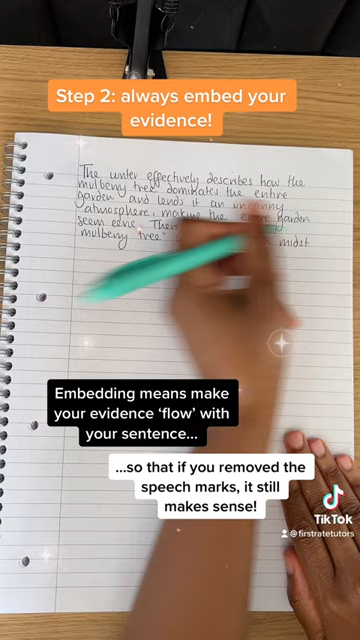 Step 2: always embed your
evidence!
The writer effectively describes how the
mulberry tree dominates the entire
garden and lends it an uncanny
atmosphere, making the entire garden
seem eerie. There
mulberry tree" midst
Embedding means make
your evidence ‘flow’ with
your sentence...
...so that if you removed the
speech marks, it still
makes sense!
TikTok
@firstratetutors